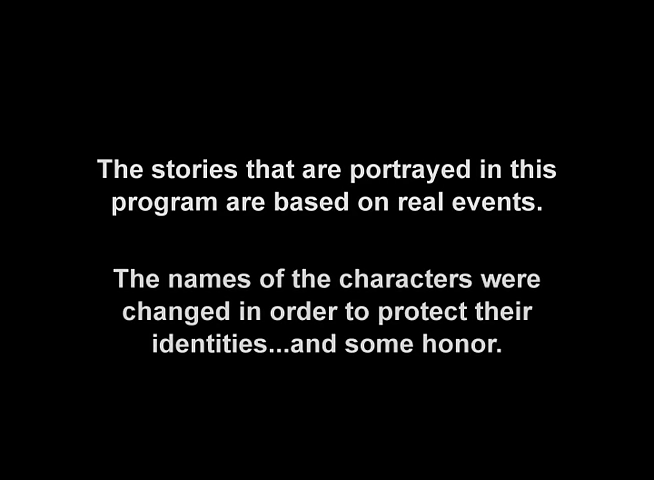 The stories that are portrayed in this
program are based on real events.
The names of the characters were
changed in order to protect their
identities...and some honor.